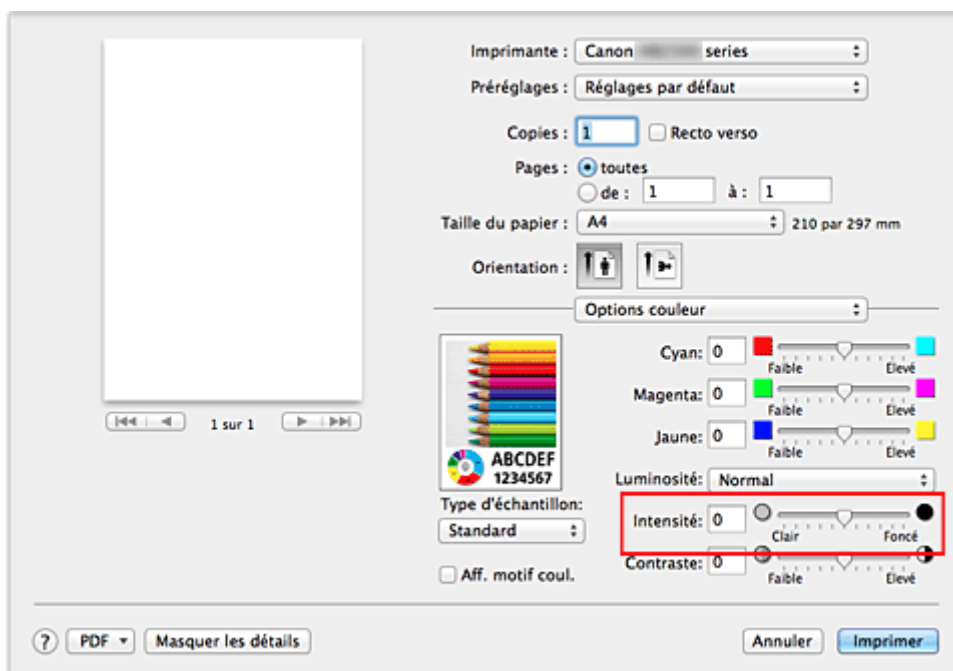 Imprimante : Canon series
Préréglages : Réglages par défaut
Copies : 1 Recto verso
Pages : toutes
de : 1 à : 1
Taille du papier : A4 210 par 297 mm
Orientation :
Options couleur
Cyan: 0
Faible Elevé
Magenta: 0
Faible Elevé
Jaune: 0
Faible Elevé
1 sur 1
ABCDEF
1234567
Luminosité: Normal
Type d'échantillon:
Standard
Intensité: 0
Clair Foncé
Aff. motif coul.
Contraste: 0
Faible Elevé
? PDF Masquer les détails Annuler Imprimer